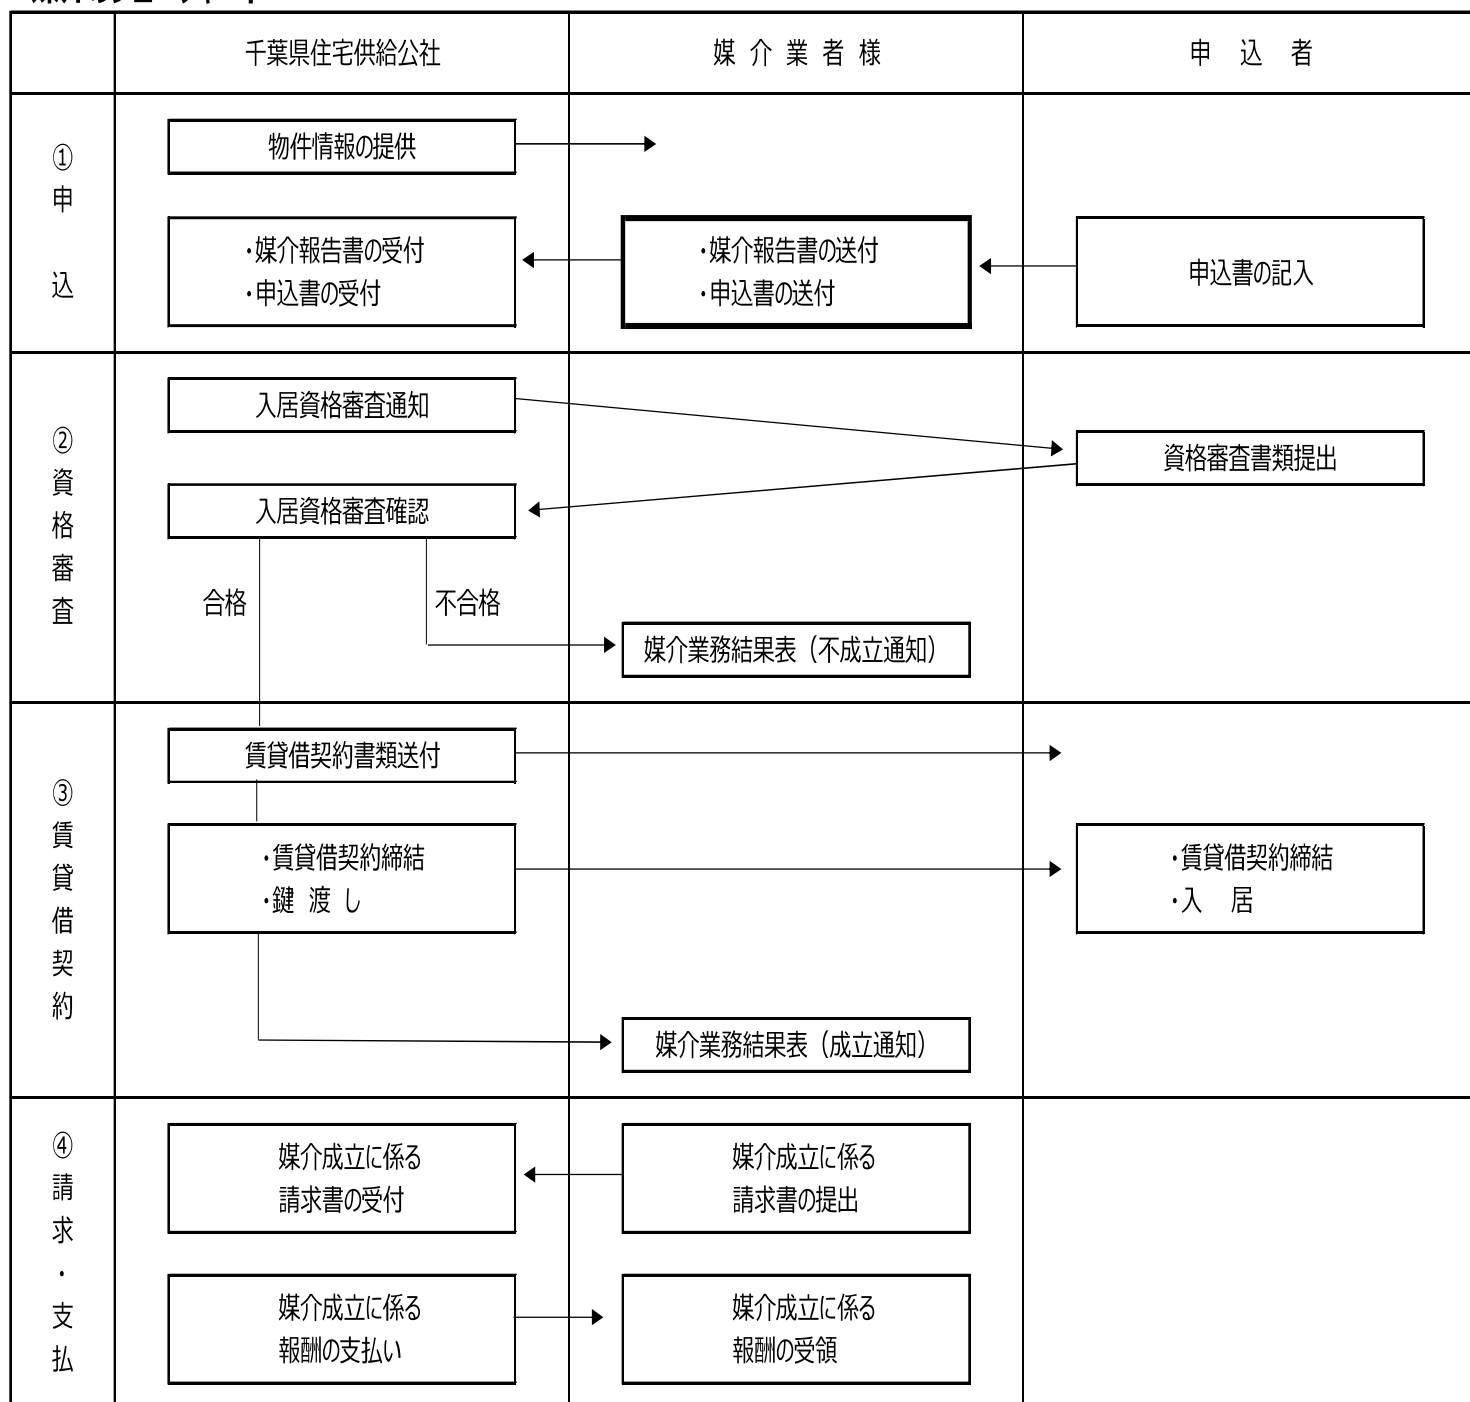 千葉県住宅供給公社
媒 介 業 者 様
申 込 者
①申 込
物件情報の提供
・媒介報告書の受付
・申込書の受付
・媒介報告書の送付
・申込書の送付
申込書の記入
②資格審査
入居資格審査通知
資格審査書類提出
入居資格審査確認
合格
不合格
媒介業務結果表（不成立通知）
③賃貸借契約
賃貸借契約書類送付
・賃貸借契約締結
・鍵 渡 し
・賃貸借契約締結
・入 居
媒介業務結果表（成立通知）
④請求・支払
媒介成立に係る
請求書の受付
媒介成立に係る
請求書の提出
媒介成立に係る
報酬の支払い
媒介成立に係る
報酬の受領